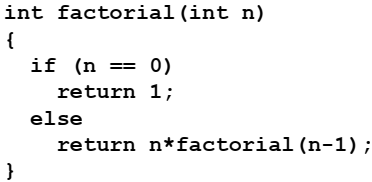 int factorial(int n)
{
  if (n == 0)
    return 1;
  else
    return n*factorial(n-1);
}